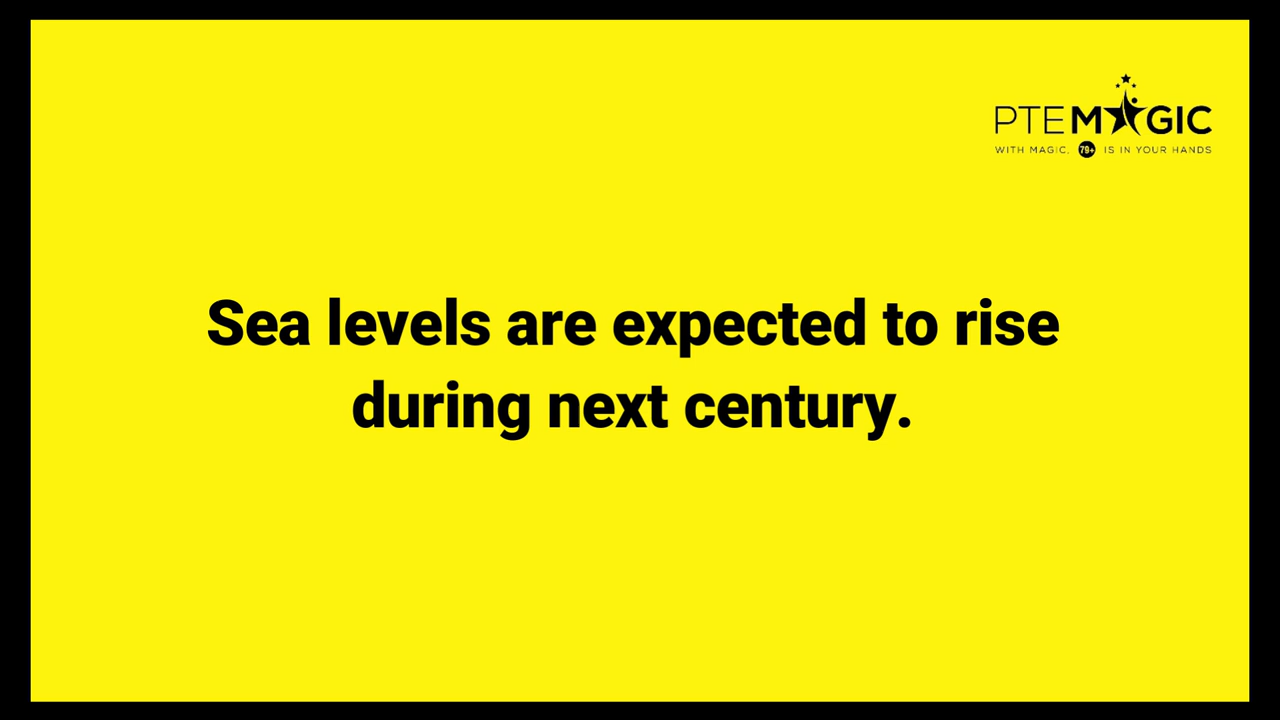 PTEMAGIC
WITH MAGIC, 79+ IS IN YOUR HANDS
Sea levels are expected to rise
during next century.